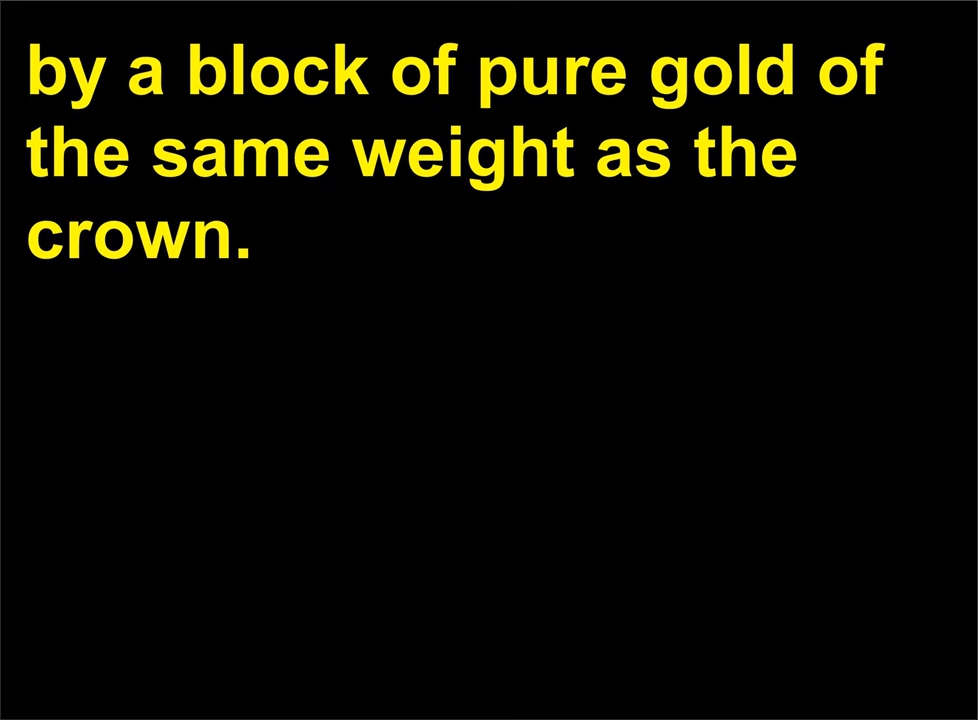 by a block of pure gold of
the same weight as the
crown.